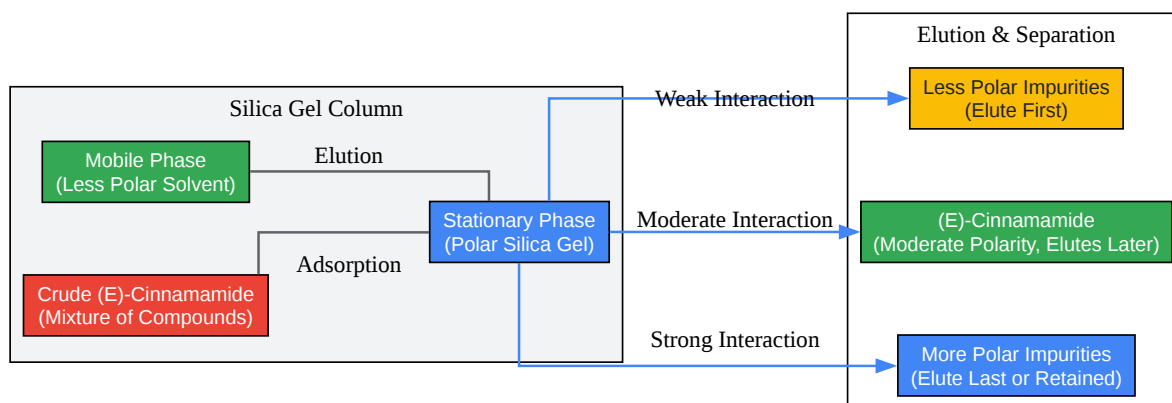 Elution & Separation
Less Polar Impurities
(Elute First)
Weak Interaction
Silica Gel Column
Mobile Phase
(Less Polar Solvent)
Elution
Stationary Phase
(Polar Silica Gel)
Moderate Interaction
(E)-Cinnamamide
(Moderate Polarity, Elutes Later)
Adsorption
Crude (E)-Cinnamamide
(Mixture of Compounds)
Strong Interaction
More Polar Impurities
(Elute Last or Retained)